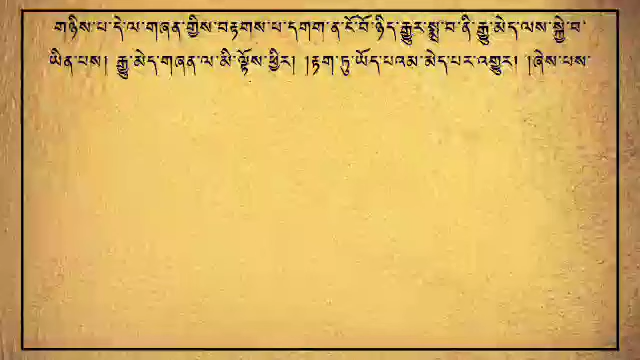 གཉིས་པ་དེ་ལ་གཞན་གྱིས་བརྟགས་པ་དགག་ན་ངོ་བོ་ཉིད་རྒྱུར་སྨྲ་བ་ནི་རྒྱུ་མེད་ལས་སྐྱེ་བ་
ཡིན་པས། རྒྱུ་མེད་གཞན་ལ་མི་ལྟོས་ཕྱིར། །རྟག་ཏུ་ཡོད་པའམ་མེད་པར་འགྱུར། །ཞེས་པས་